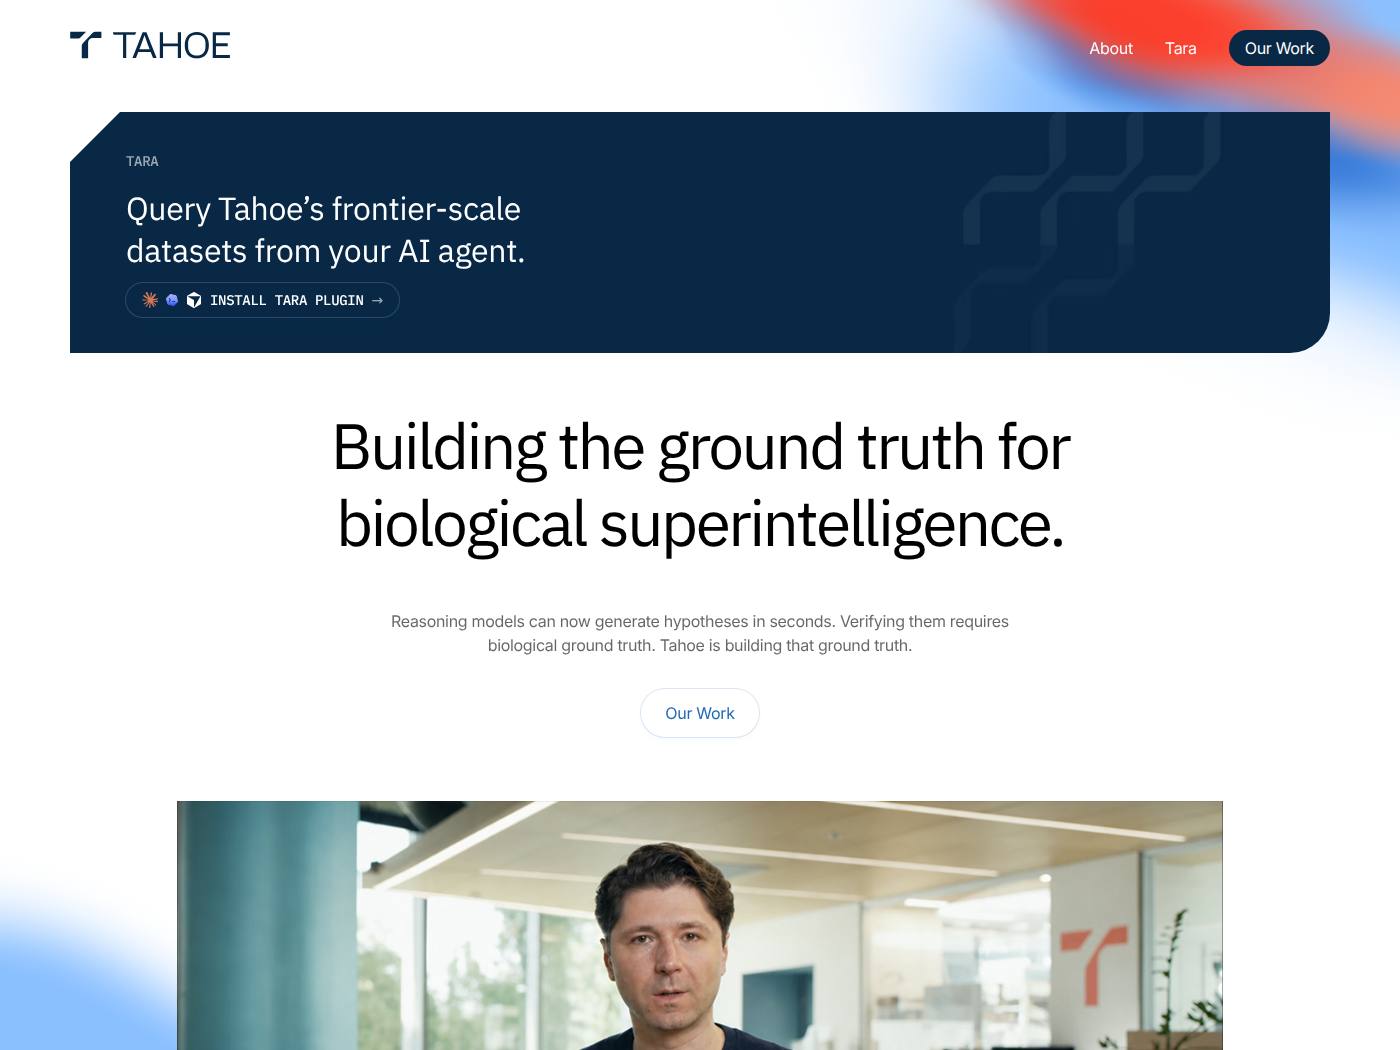 TAHOE
About
Tara
Our Work
TARA
Query Tahoe’s frontier-scale
datasets from your AI agent.
INSTALL TARA PLUGIN →
Building the ground truth for
biological superintelligence.
Reasoning models can now generate hypotheses in seconds. Verifying them requires
biological ground truth. Tahoe is building that ground truth.
Our Work